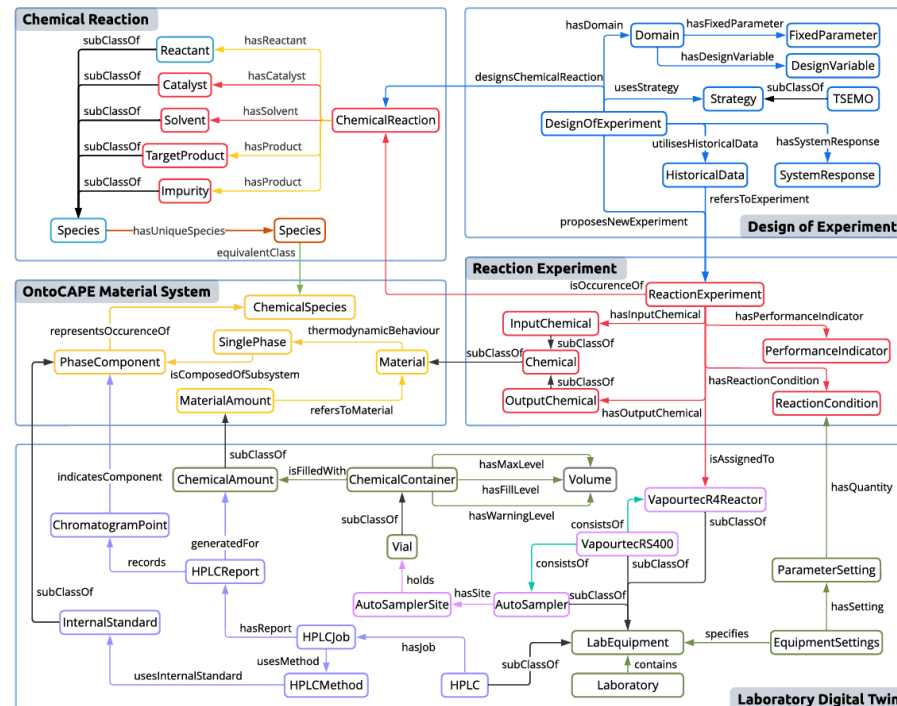 Chemical Reaction
subClassOf
Reactant
hasReactant
subClassOf
Catalyst
hasCatalyst
subClassOf
Solvent
hasSolvent
ChemicalReaction
subClassOf
TargetProduct
hasProduct
subClassOf
Impurity
hasProduct
Species
hasUniqueSpecies
Species
equivalentClass
hasDomain
Domain
hasFixedParameter
FixedParameter
hasDesignVariable
DesignVariable
designsChemicalReaction
usesStrategy
Strategy
subClassOf
TSEMO
DesignOfExperiment
utilisesHistoricalData
hasSystemResponse
HistoricalData
SystemResponse
refersToExperiment
proposesNewExperiment
Design of Experiment
OntoCAPE Material System
ChemicalSpecies
representsOccurenceOf
SinglePhase
thermodynamicBehaviour
PhaseComponent
Material
isComposedOfSubsystem
MaterialAmount
refersToMaterial
Reaction Experiment
isOccurenceOf
ReactionExperiment
hasInputChemical
InputChemical
hasPerformanceIndicator
subClassOf
PerformanceIndicator
subClassOf
Chemical
subClassOf
hasReactionCondition
OutputChemical
ReactionCondition
hasOutputChemical
subClassOf
isAssignedTo
indicatesComponent
ChemicalAmount
isFilledWith
ChemicalContainer
hasMaxLevel
hasFillLevel
hasWarningLevel
Volume
hasQuantity
VapourtecR4Reactor
ChromatogramPoint
subClassOf
consistsOf
subClassOf
generatedFor
Vial
VapourtecRS400
records
HPLCReport
consistsOf
subClassOf
ParameterSetting
holds
subClassOf
AutoSamplerSite
hasSite
AutoSampler
subClassOf
hasSetting
InternalStandard
hasReport
HPLCJob
hasJob
LabEquipment
specifies
EquipmentSettings
usesMethod
subClassOf
contains
usesInternalStandard
HPLCMethod
HPLC
Laboratory
Laboratory Digital Twin